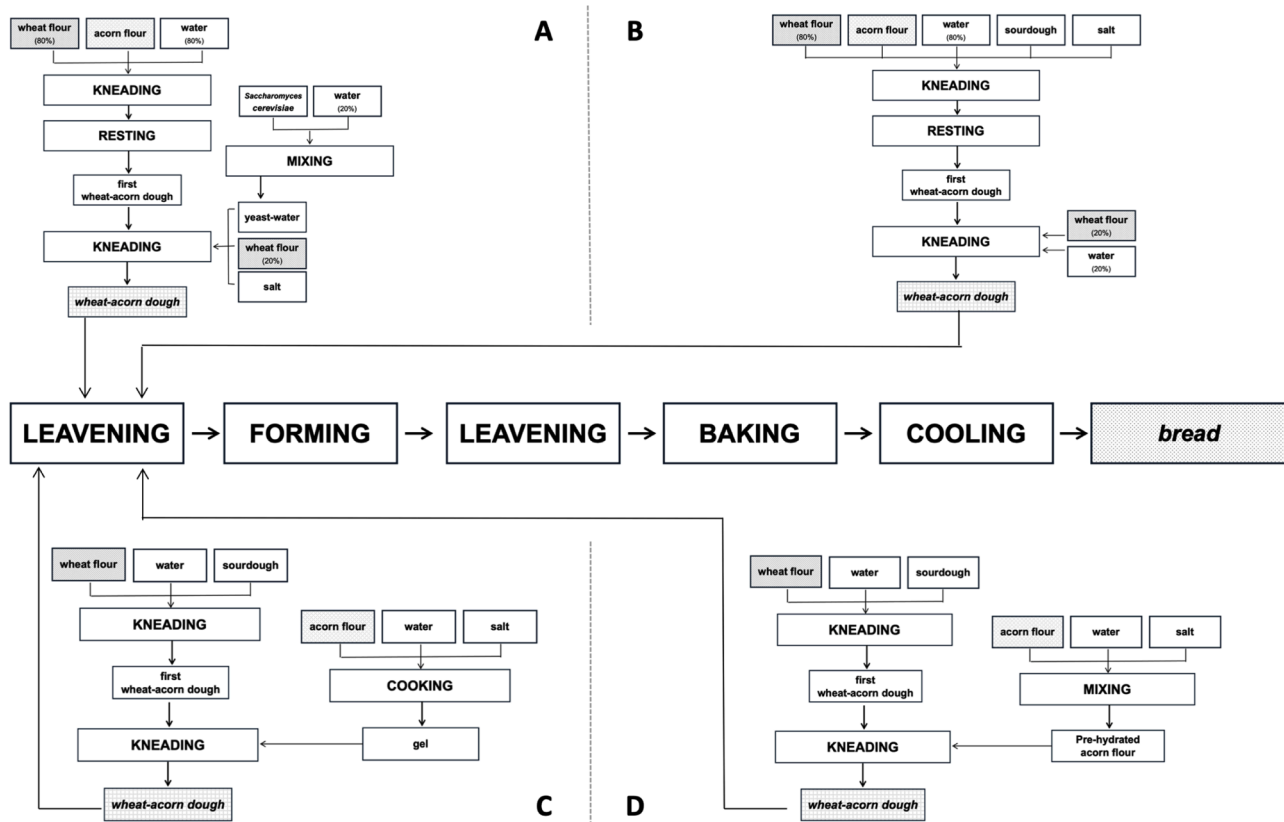 A
wheat flour
(80%)
acorn flour
water
(80%)
KNEADING
RESTING
first
wheat-acorn dough
KNEADING
wheat-acorn dough
Saccharomyces
cerevisiae
water
(20%)
MIXING
yeast-water
wheat flour
(20%)
salt
B
wheat flour
(80%)
acorn flour
water
(80%)
sourdough
salt
KNEADING
RESTING
first
wheat-acorn dough
KNEADING
wheat flour
(20%)
water
(20%)
wheat-acorn dough
LEAVENING
FORMING
LEAVENING
BAKING
COOLING
bread
wheat flour
water
sourdough
KNEADING
first
wheat-acorn dough
KNEADING
wheat-acorn dough
acorn flour
water
salt
COOKING
gel
C
D
wheat flour
water
sourdough
KNEADING
first
wheat-acorn dough
KNEADING
wheat-acorn dough
acorn flour
water
salt
MIXING
Pre-hydrated
acorn flour